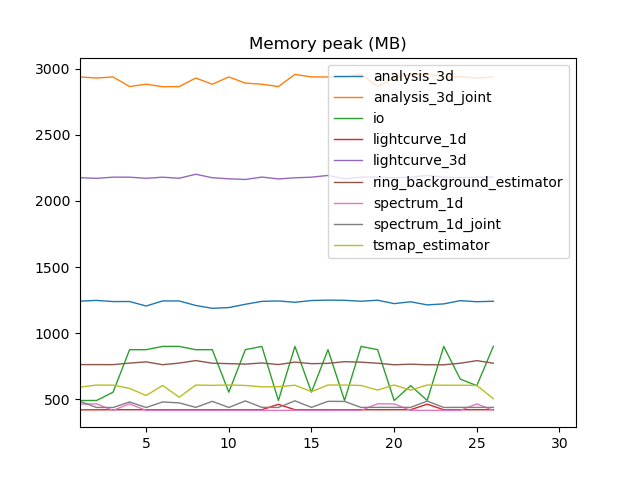 Memory peak (MB)
3000
2500
2000
1500
1000
500
analysis_3d
analysis_3d_joint
io
lightcurve_1d
lightcurve_3d
ring_background_estimator
spectrum_1d
spectrum_1d_joint
tsmap_estimator
5 10 15 20 25 30